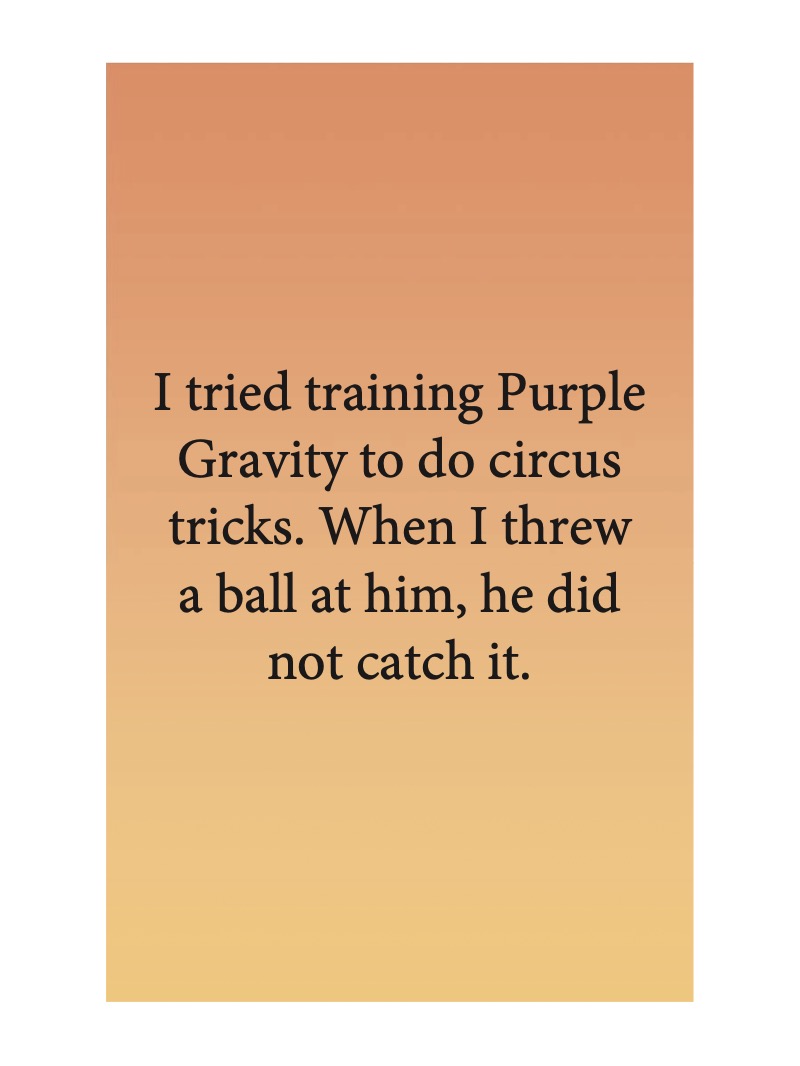 I tried training Purple
Gravity to do circus
tricks. When I threw
a ball at him, he did
not catch it.